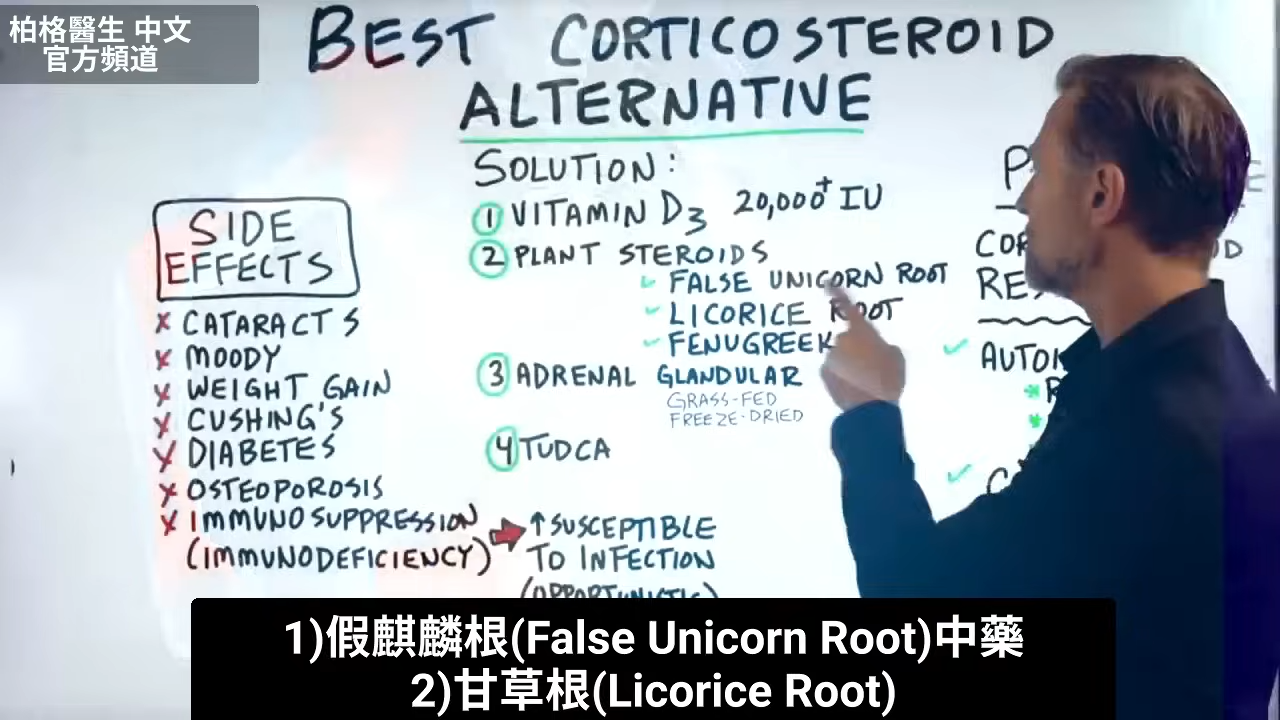 柏格醫生 中文
官方頻道
BEST CORTICOSTEROID
ALTERNATIVE
SOLUTION:
① VITAMIN D3 20,000+ IU
② PLANT STEROIDS
✓ FALSE UNICORN ROOT
✓ LICORICE ROOT
✓ FENUGREEK
③ ADRENAL GLANDULAR
GRASS-FED
FREEZE-DRIED
④ TUDCA
SIDE
EFFECTS
X CATARACTS
X MOODY
X WEIGHT GAIN
X CUSHING'S
X DIABETES
X OSTEOPOROSIS
X IMMUNOSUPPRESSION
(IMMUNODEFICIENCY)
↑ SUSCEPTIBLE
TO INFECTION
(OPPORTUNISTIC)
1)假麒麟根(False Unicorn Root)中藥
2)甘草根(Licorice Root)